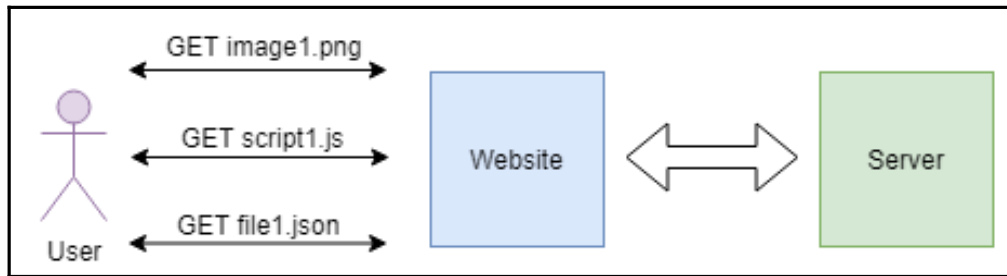 GET image1.png
GET script1.js
GET file1.json
User
Website
Server